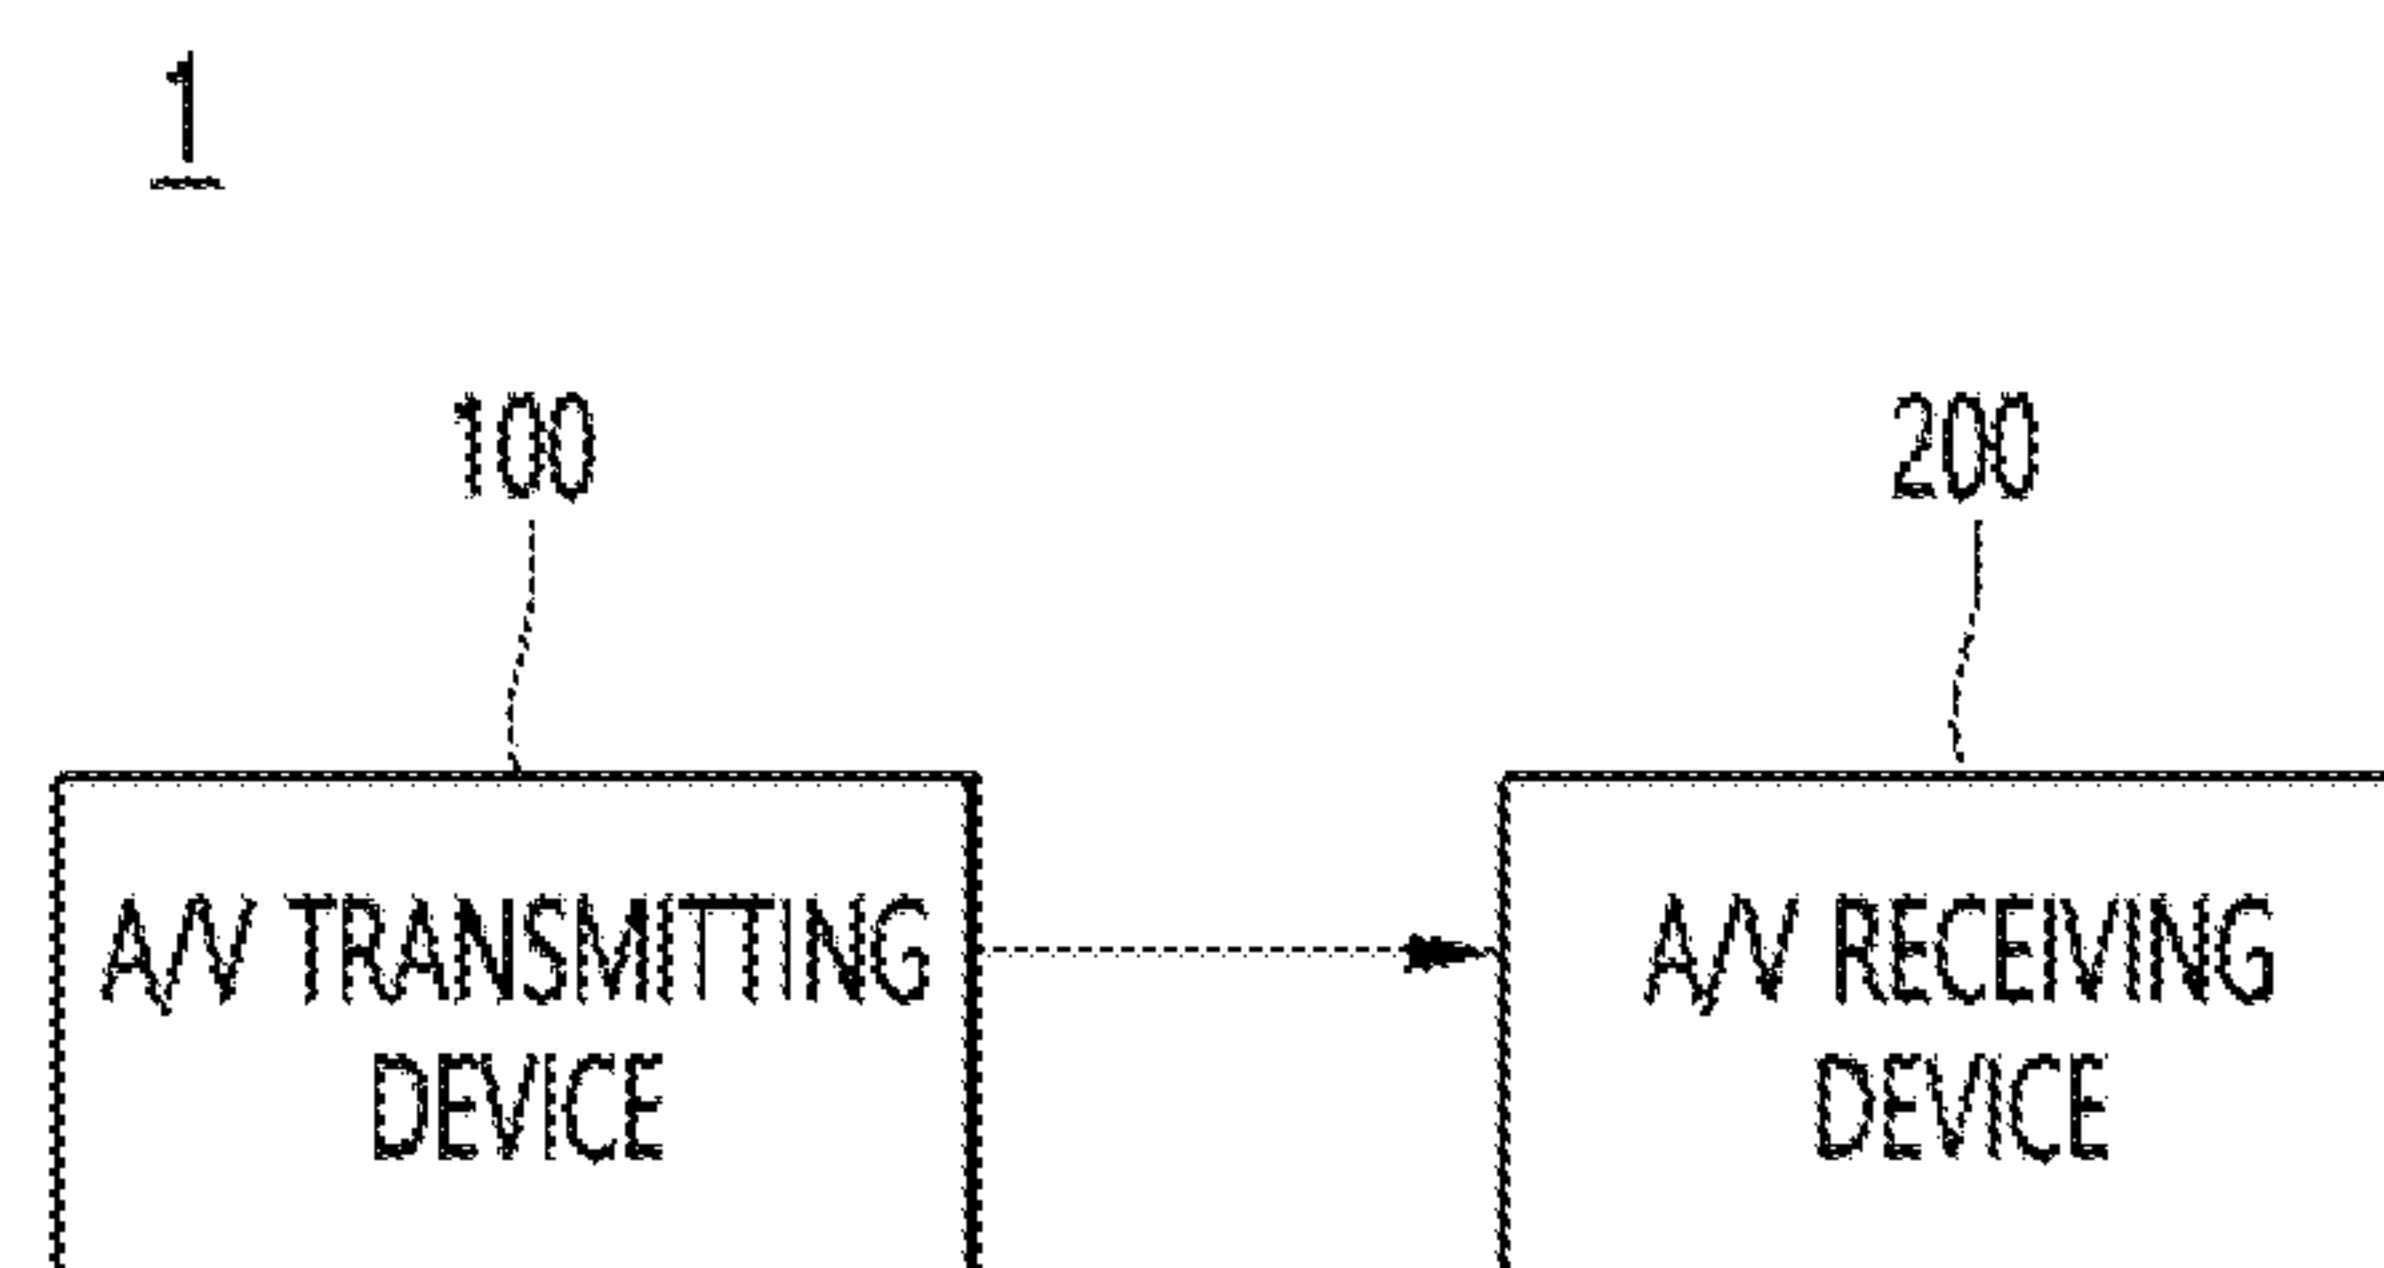 1
100
200
A/V TRANSMITTING
DEVICE
A/V RECEIVING
DEVICE